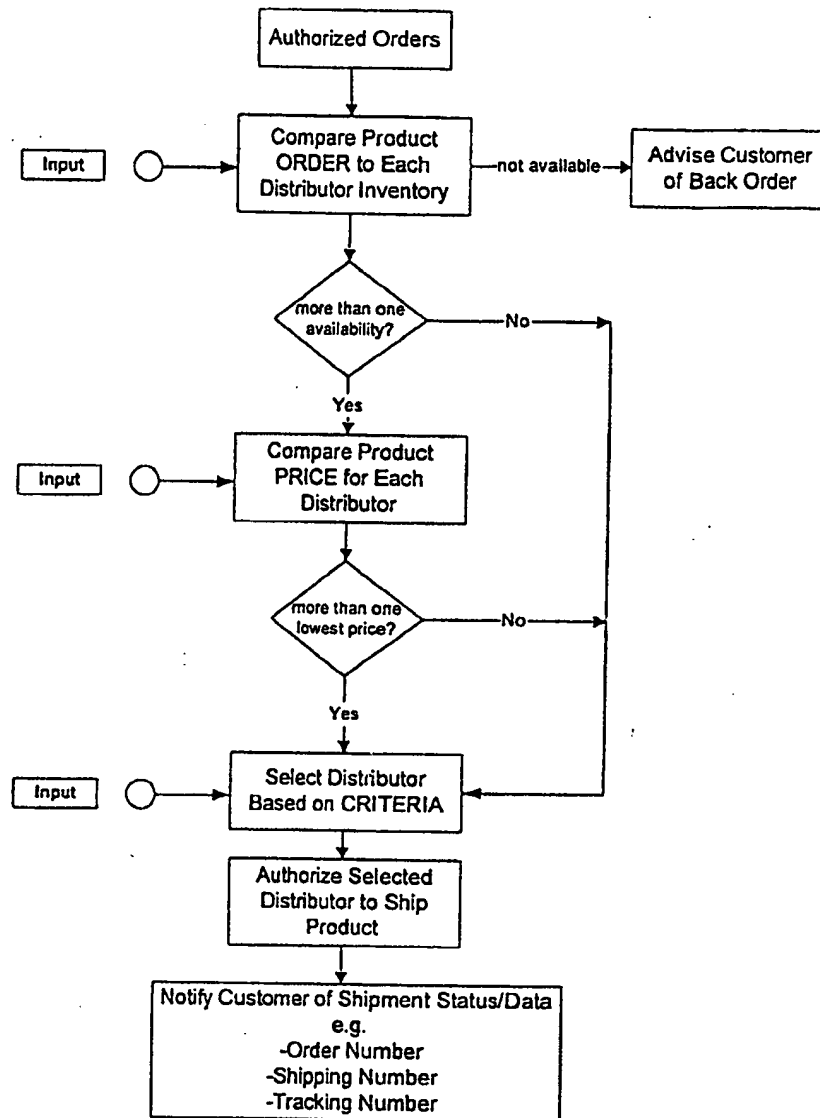 Authorized Orders
Input
Compare Product
ORDER to Each
Distributor Inventory
not available
Advise Customer
of Back Order
more than one
availability?
No
Yes
Input
Compare Product
PRICE for Each
Distributor
more than one
lowest price?
No
Yes
Input
Select Distributor
Based on CRITERIA
Authorize Selected
Distributor to Ship
Product
Notify Customer of Shipment Status/Data
e.g.
-Order Number
-Shipping Number
-Tracking Number